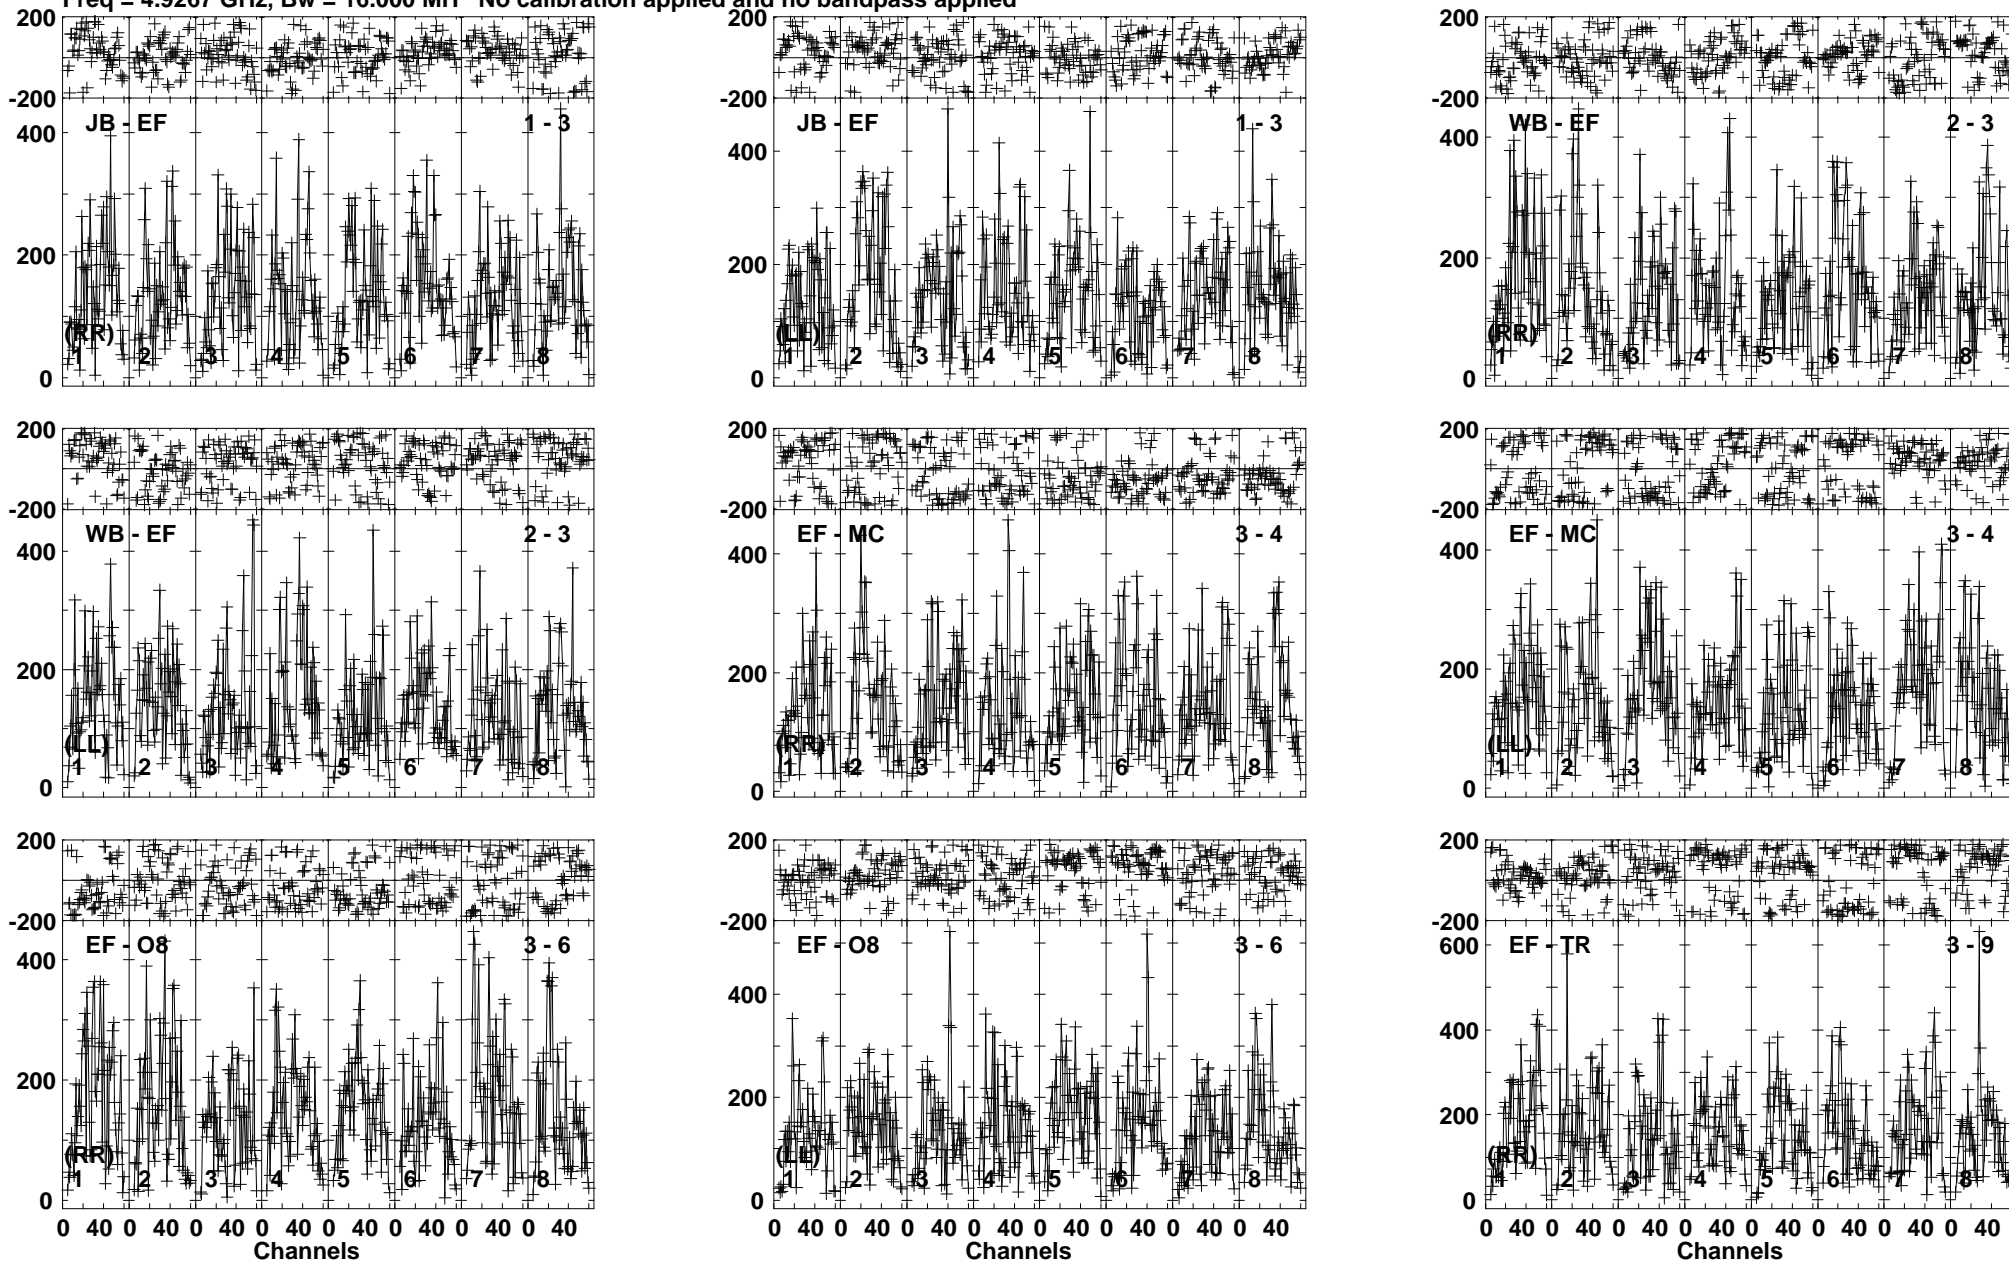 Freq = 4.9267 GHz, Bw = 16.000 MH No calibration applied and no bandpass applied
200 200 200
-200 -200 -200
JB - EF 1 - 3 JB - EF 1 - 3 WB - EF 2 - 3
400 400 400
200 200 200
(RR) (LL) (RR)
1 2 3 4 5 6 7 8 1 2 3 4 5 6 7 8 1 2 3 4 5 6 7 8
0 0 0
200 200 200
-200 -200 -200
WB - EF 2 - 3 EF - MC 3 - 4 EF - MC 3 - 4
400 400 400
200 200 200
(LL) (RR) (LL)
1 2 3 4 5 6 7 8 1 2 3 4 5 6 7 8 1 2 3 4 5 6 7 8
0 0 0
200 200 200
-200 -200 -200
EF - O8 3 - 6 EF - O8 3 - 6 EF - TR 3 - 9
600
400 400 400
200 200 200
(RR) (LL) (RR)
1 2 3 4 5 6 7 8 1 2 3 4 5 6 7 8 1 2 3 4 5 6 7 8
0 0 0
0 40 0 40 0 40 0 40 0 40 0 40 0 40 0 40 0 40 0 40 0 40 0 40 0 40 0 40 0 40 0 40 0 40 0 40 0 40 0 40 0 40 0 40 0 40 0 40
Channels Channels Channels